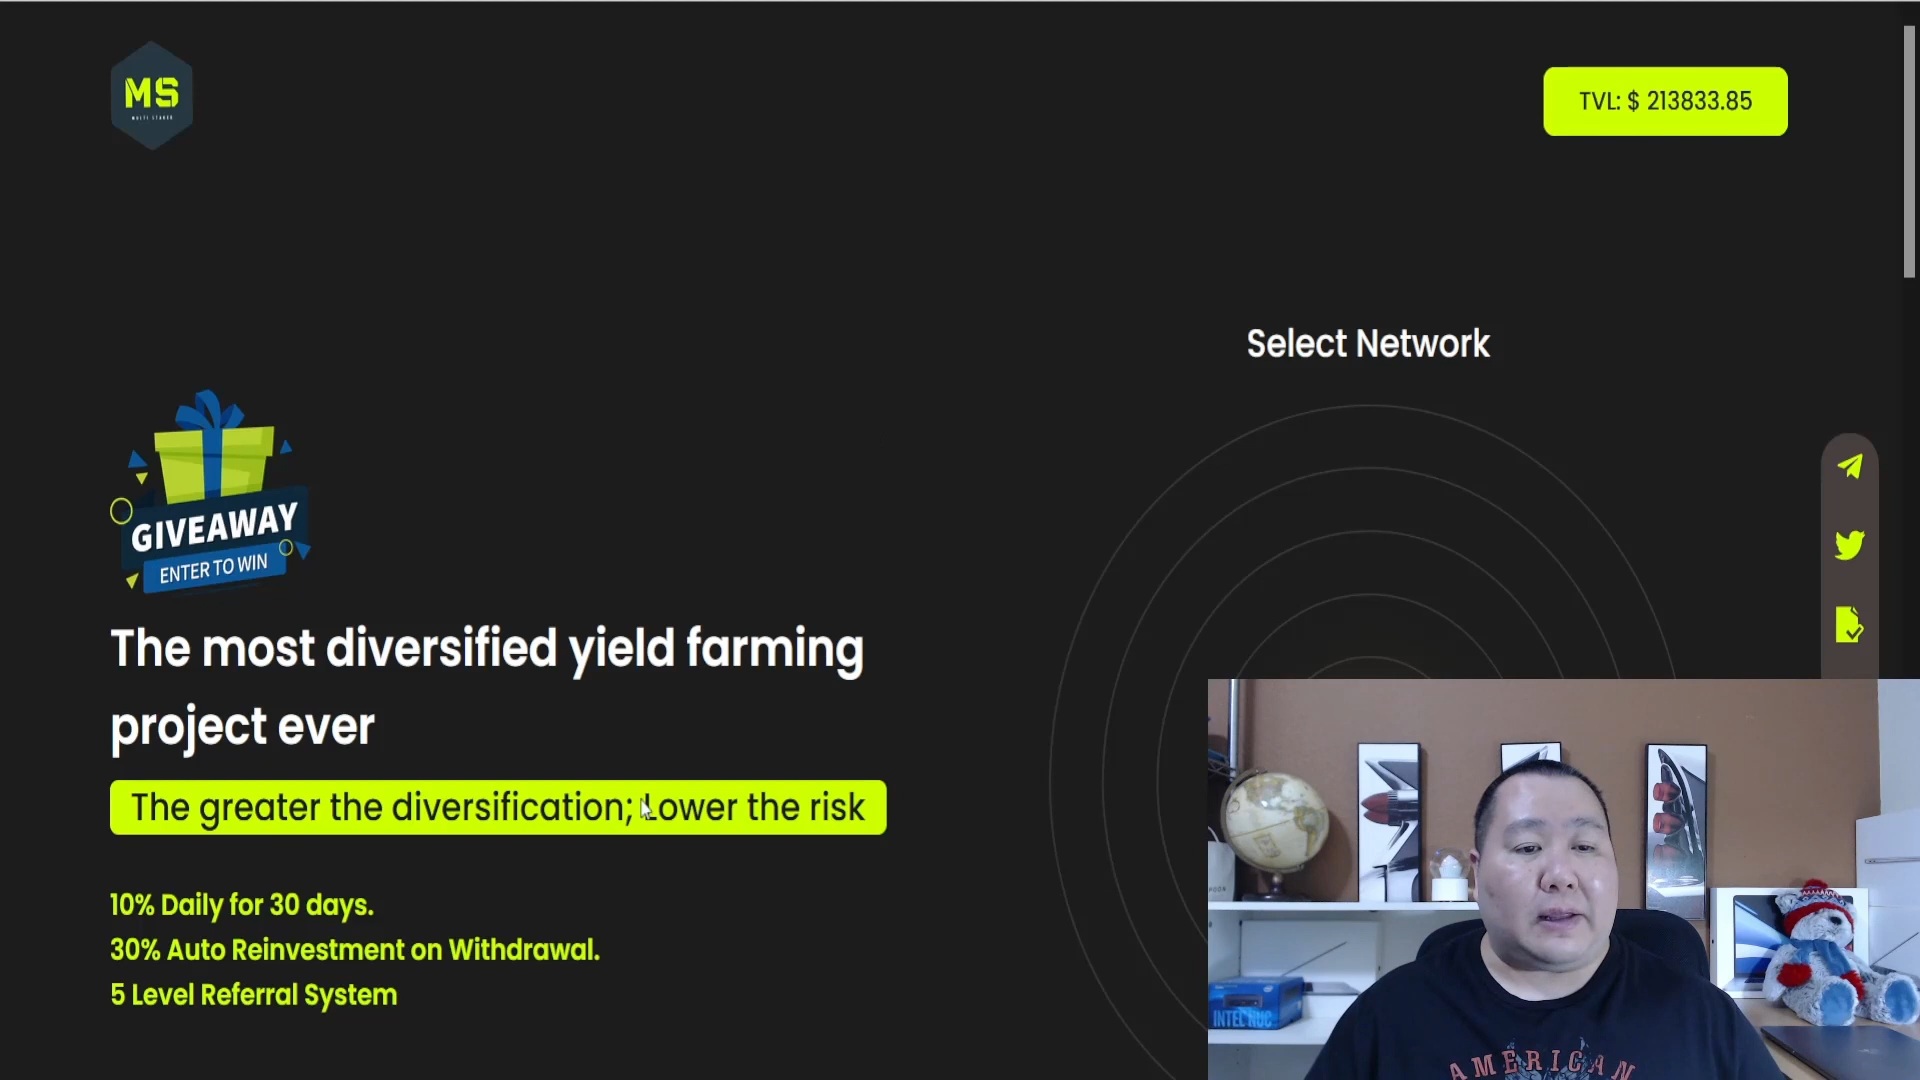 MS
MULTI STAKER
TVL: $ 213833.85
Select Network
GIVEAWAY
ENTER TO WIN
The most diversified yield farming
project ever
The greater the diversification; Lower the risk
10% Daily for 30 days.
30% Auto Reinvestment on Withdrawal.
5 Level Referral System
INTEL NUC
AMERICAN